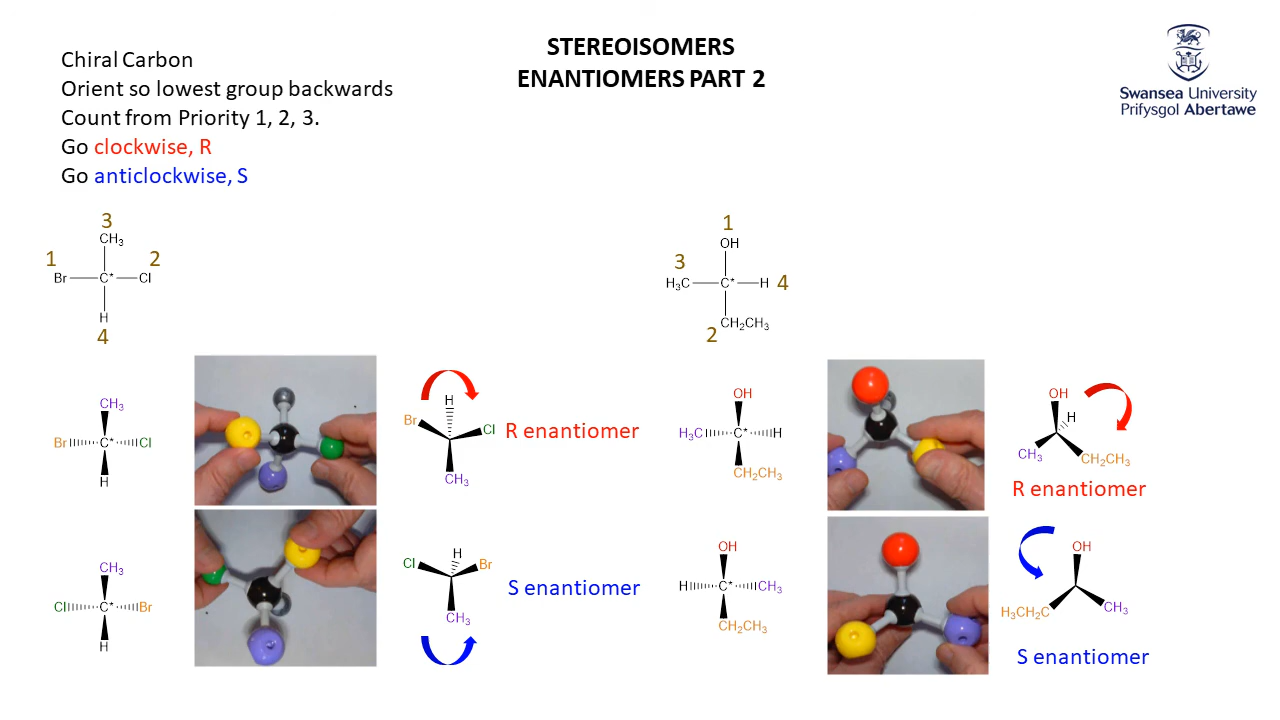 STEREOISOMERS
ENANTIOMERS PART 2
Swansea University
Prifysgol Abertawe
Chiral Carbon
Orient so lowest group backwards
Count from Priority 1, 2, 3.
Go clockwise, R
Go anticlockwise, S
3
CH3
1
2
Br
C*
Cl
H
4
1
OH
3
H3C
C*
H
4
CH2CH3
2
CH3
Br
C*
Cl
H
H
Br
Cl
CH3
R enantiomer
OH
H3C
C*
H
CH2CH3
OH
H
CH3
CH2CH3
R enantiomer
CH3
Cl
C*
Br
H
H
Cl
Br
CH3
S enantiomer
OH
H
C*
CH3
CH2CH3
OH
H3CH2C
CH3
S enantiomer